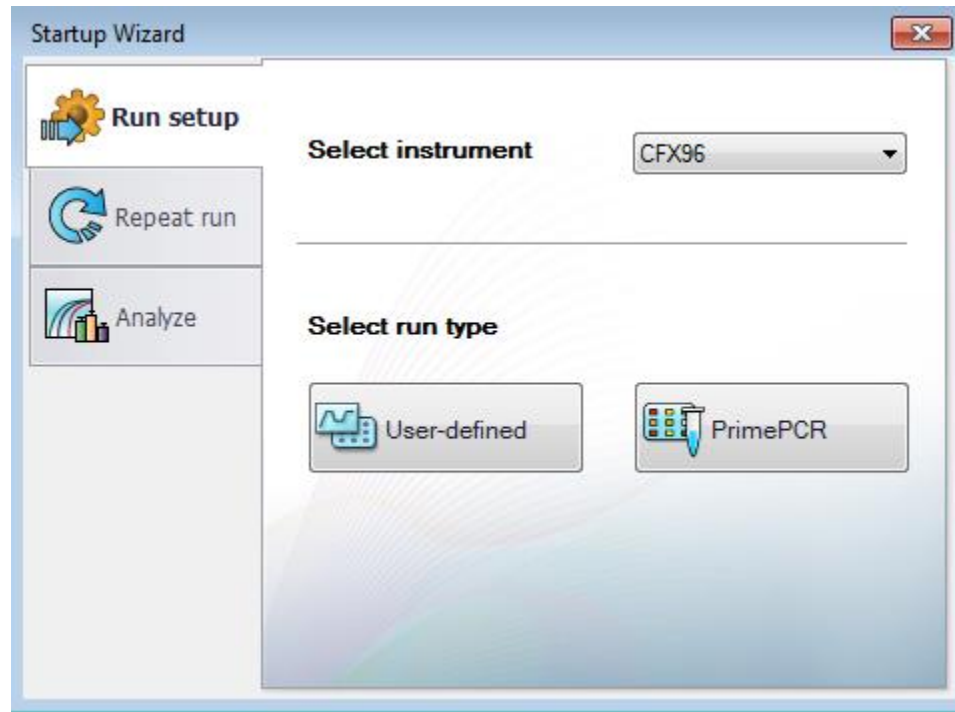 Startup Wizard
Run setup
Repeat run
Analyze
Select instrument
CFX96
Select run type
User-defined
PrimePCR